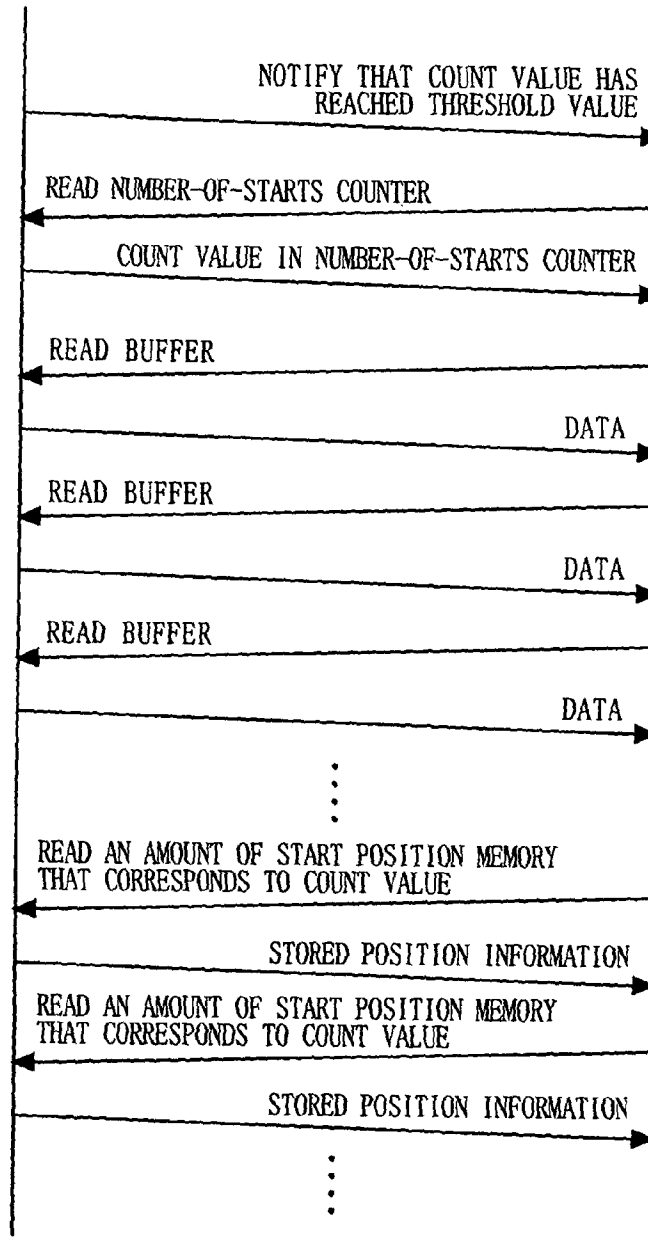 NOTIFY THAT COUNT VALUE HAS
REACHED THRESHOLD VALUE
READ NUMBER-OF-STARTS COUNTER
COUNT VALUE IN NUMBER-OF-STARTS COUNTER
READ BUFFER
DATA
READ BUFFER
DATA
READ BUFFER
DATA
READ AN AMOUNT OF START POSITION MEMORY
THAT CORRESPONDS TO COUNT VALUE
STORED POSITION INFORMATION
READ AN AMOUNT OF START POSITION MEMORY
THAT CORRESPONDS TO COUNT VALUE
STORED POSITION INFORMATION